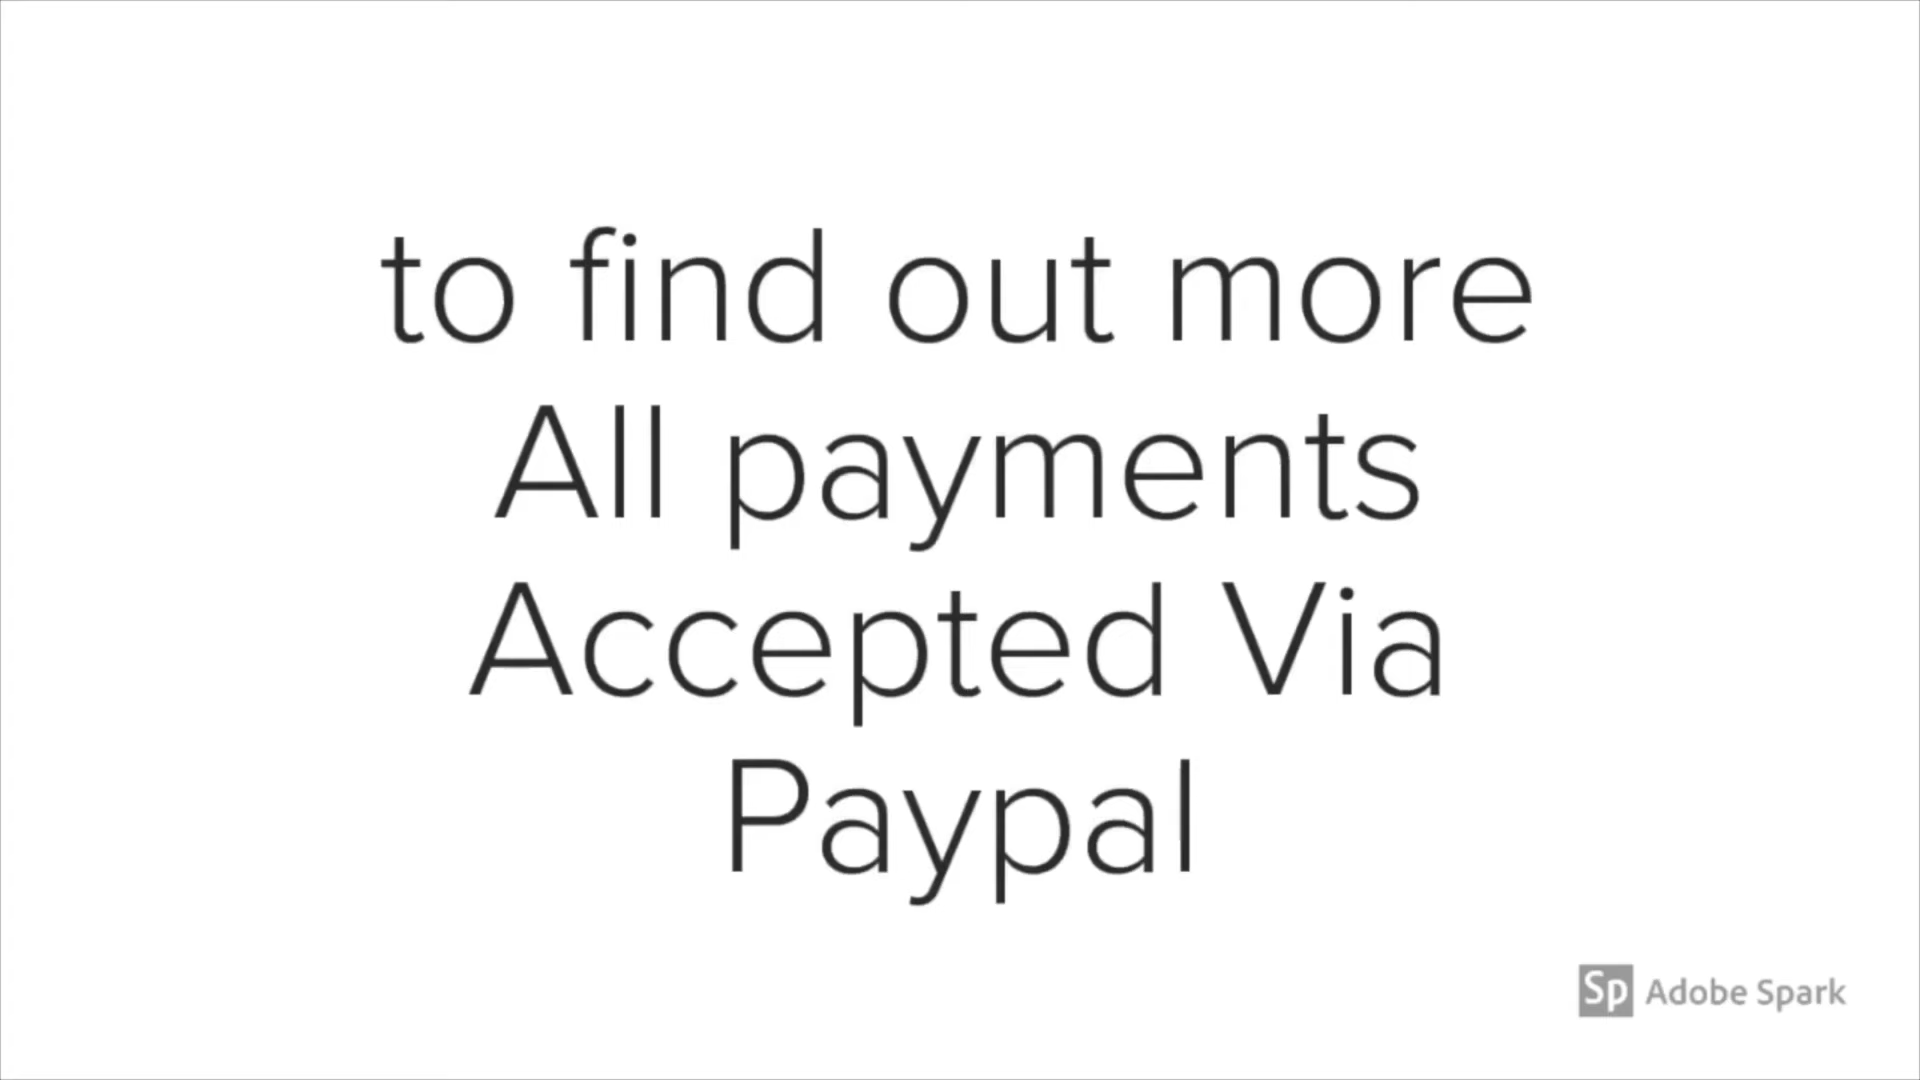 to find out more
All payments
Accepted Via
Paypal
Sp Adobe Spark